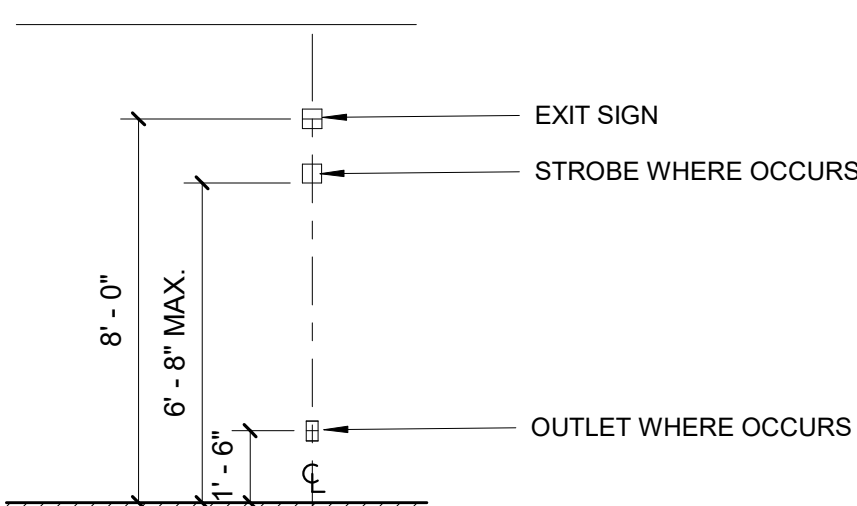 EXIT SIGN
STROBE WHERE OCCURS
8' - 0"
6' - 8" MAX.
OUTLET WHERE OCCURS
1' - 6"
℄